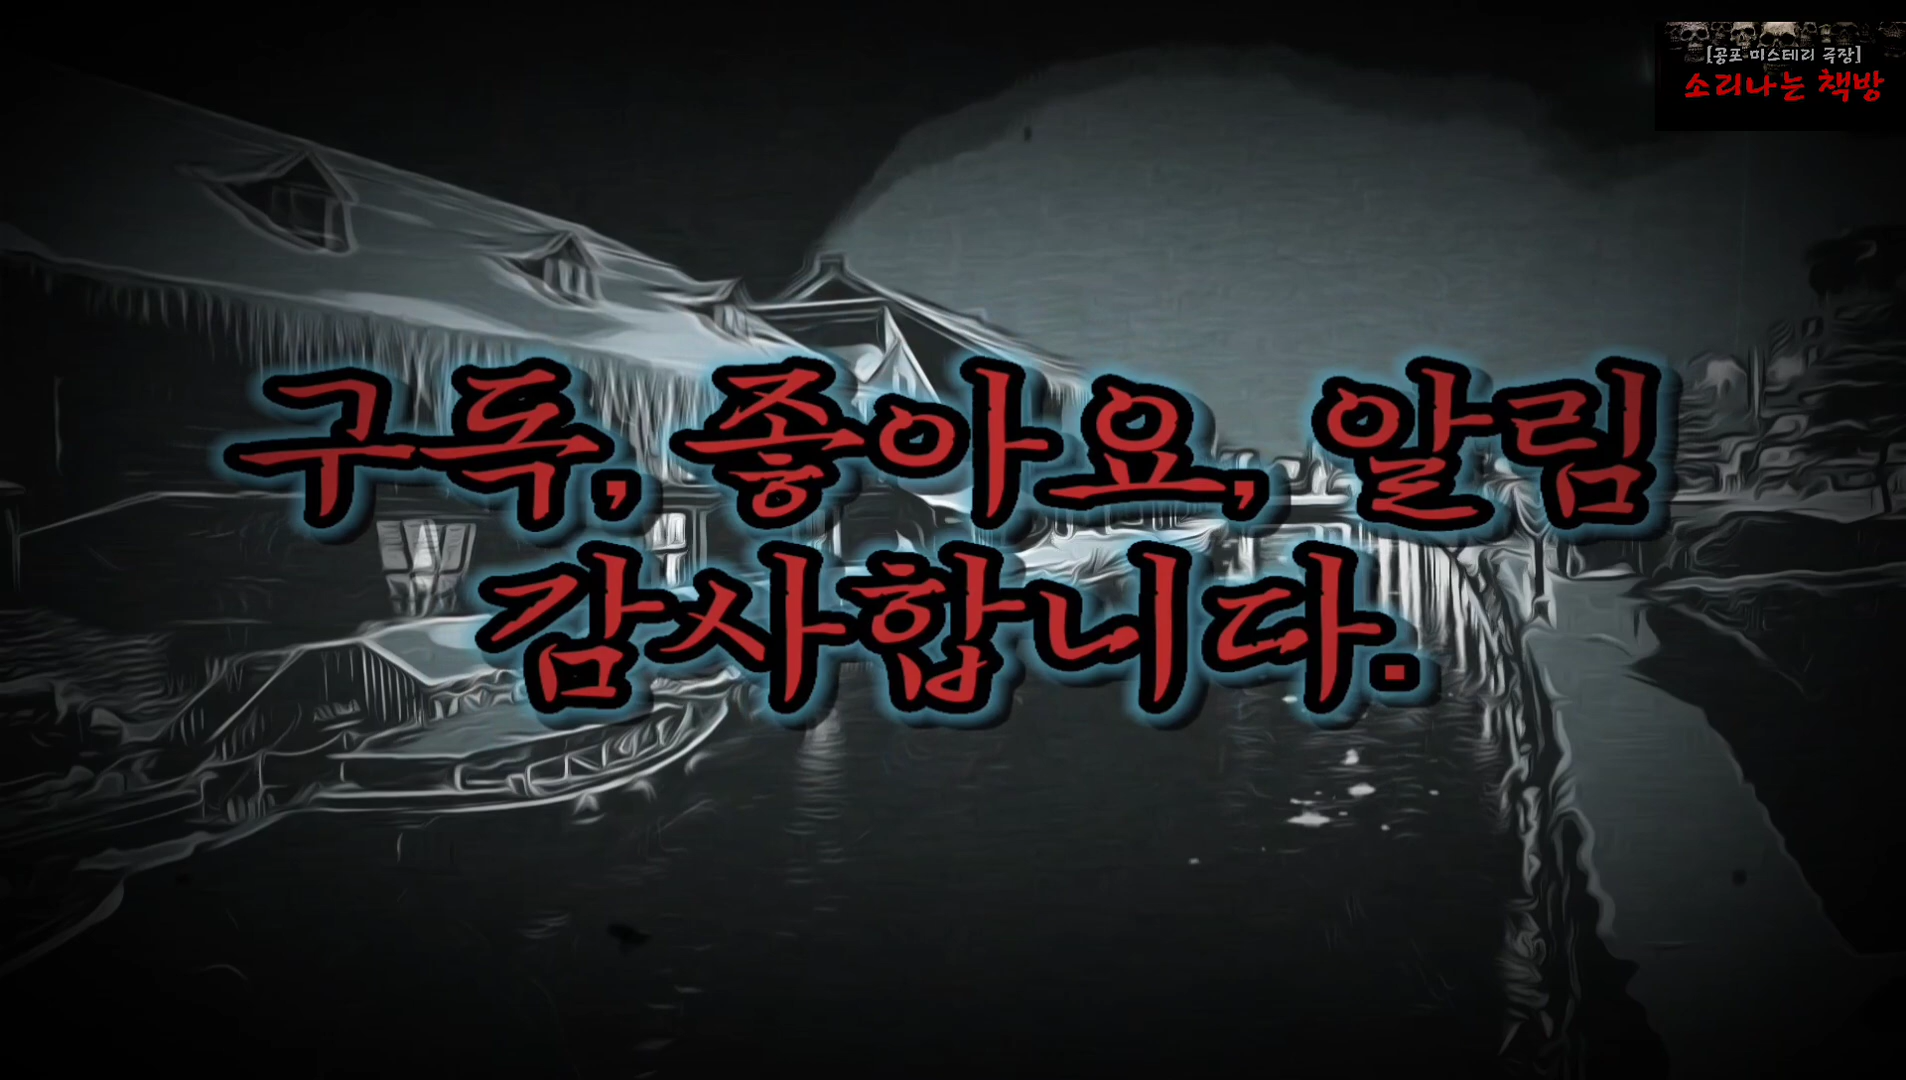 [공포 미스테리 극장]
소리나는 책방
구독, 좋아요, 알림
감사합니다.